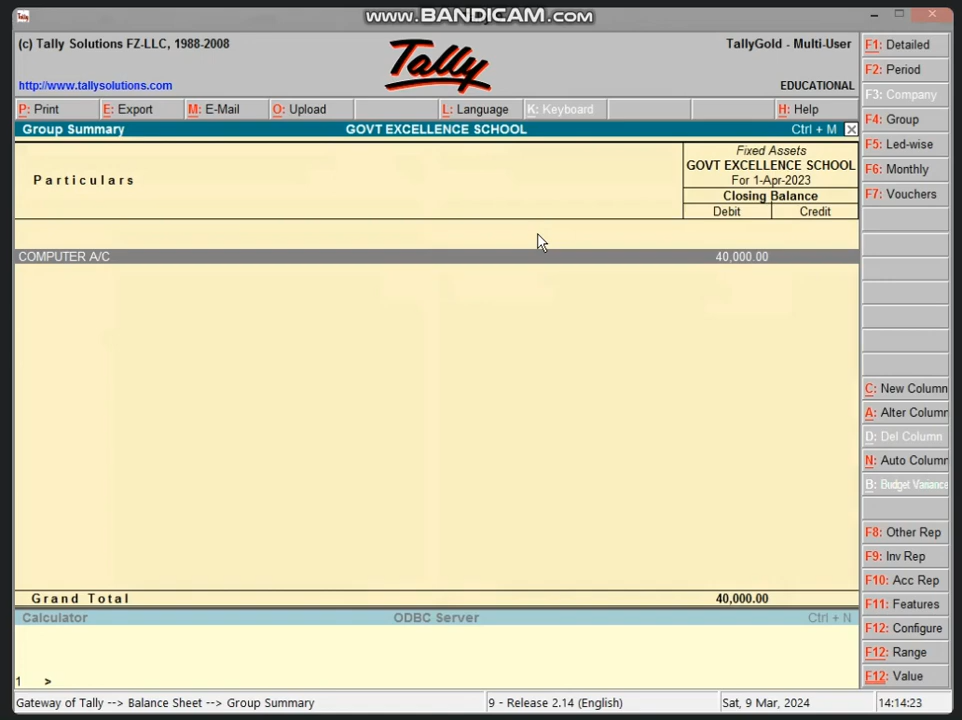 www.BANDICAM.com
(c) Tally Solutions FZ-LLC, 1988-2008
Tally
TallyGold - Multi-User
http://www.tallysolutions.com
EDUCATIONAL
P: Print
E: Export
M: E-Mail
O: Upload
L: Language
K: Keyboard
H: Help
Group Summary
GOVT EXCELLENCE SCHOOL
Ctrl + M
Particulars
Fixed Assets
GOVT EXCELLENCE SCHOOL
For 1-Apr-2023
Closing Balance
Debit Credit
COMPUTER A/C 40,000.00
Grand Total 40,000.00
Calculator
ODBC Server
Ctrl + N
1 >
Gateway of Tally --> Balance Sheet --> Group Summary
9 - Release 2.14 (English)
Sat, 9 Mar, 2024
14:14:23
F1: Detailed
F2: Period
F3: Company
F4: Group
F5: Led-wise
F6: Monthly
F7: Vouchers
C: New Column
A: Alter Column
D: Del Column
N: Auto Column
B: Budget Variance
F8: Other Rep
F9: Inv Rep
F10: Acc Rep
F11: Features
F12: Configure
F12: Range
F12: Value